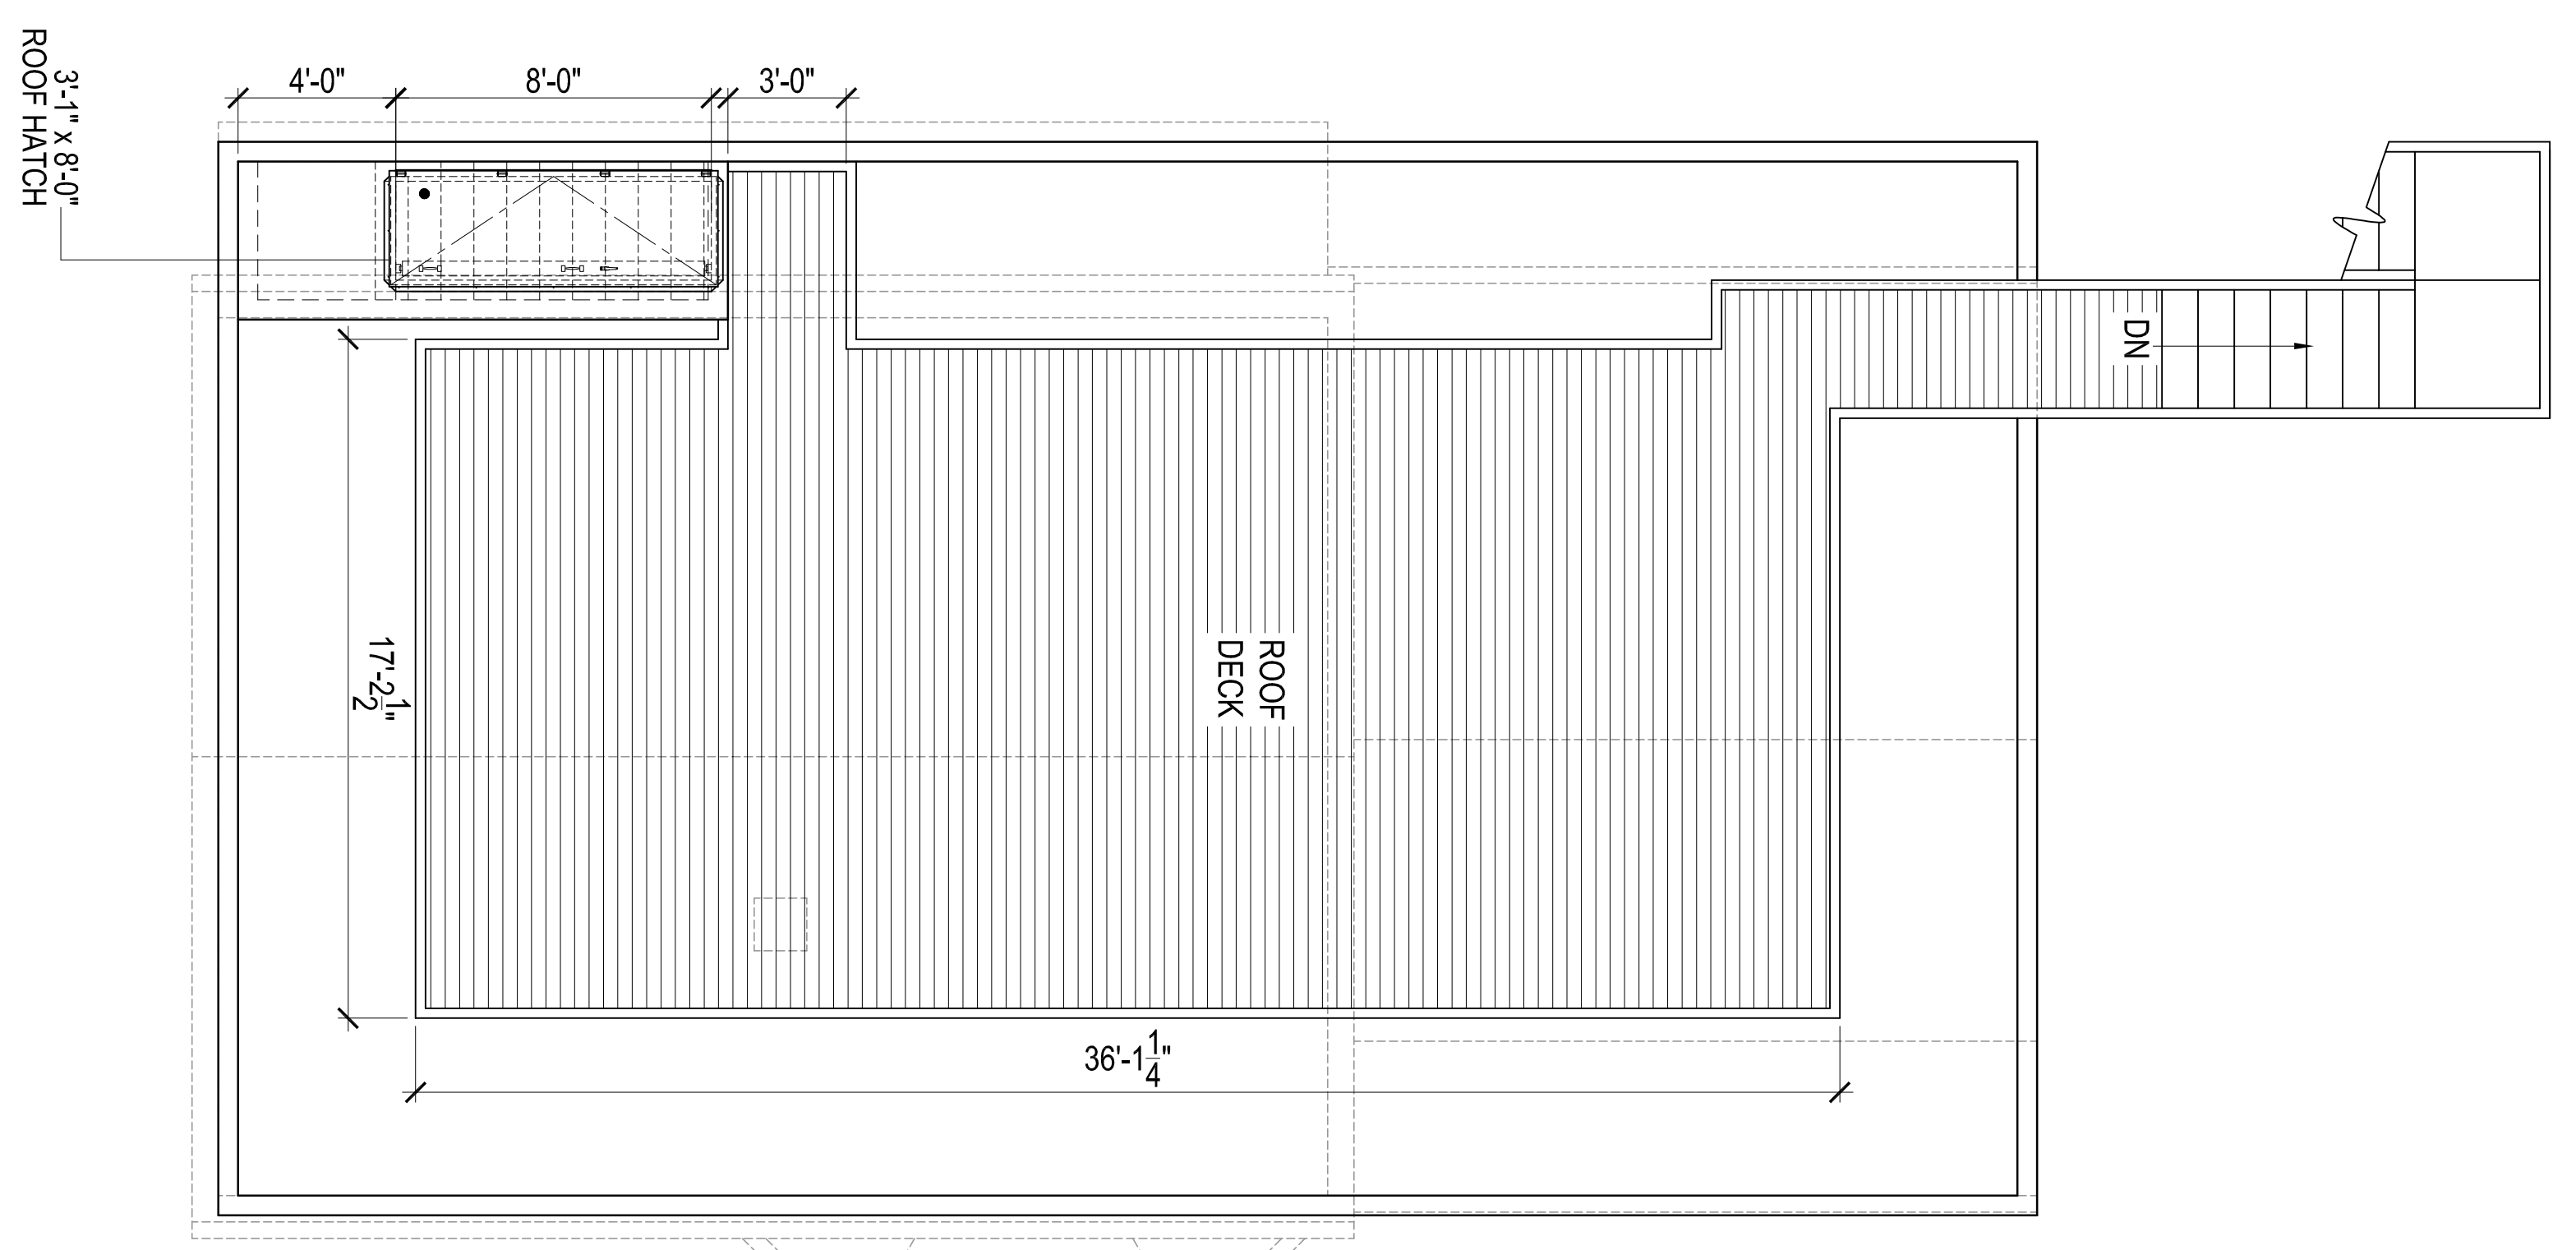 4'-0"
8'-0"
3'-0"
3'-1" x 8'-0"
ROOF HATCH
DN
ROOF
DECK
17'-2 1/2"
36'-1 1/4"